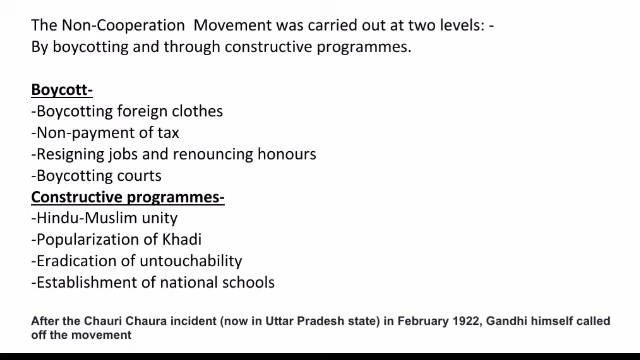 The Non-Cooperation  Movement was carried out at two levels: -
By boycotting and through constructive programmes.
Boycott-
-Boycotting foreign clothes
-Non-payment of tax
-Resigning jobs and renouncing honours
-Boycotting courts
Constructive programmes-
-Hindu-Muslim unity
-Popularization of Khadi
-Eradication of untouchability
-Establishment of national schools
After the Chauri Chaura incident (now in Uttar Pradesh state) in February 1922, Gandhi himself called
off the movement